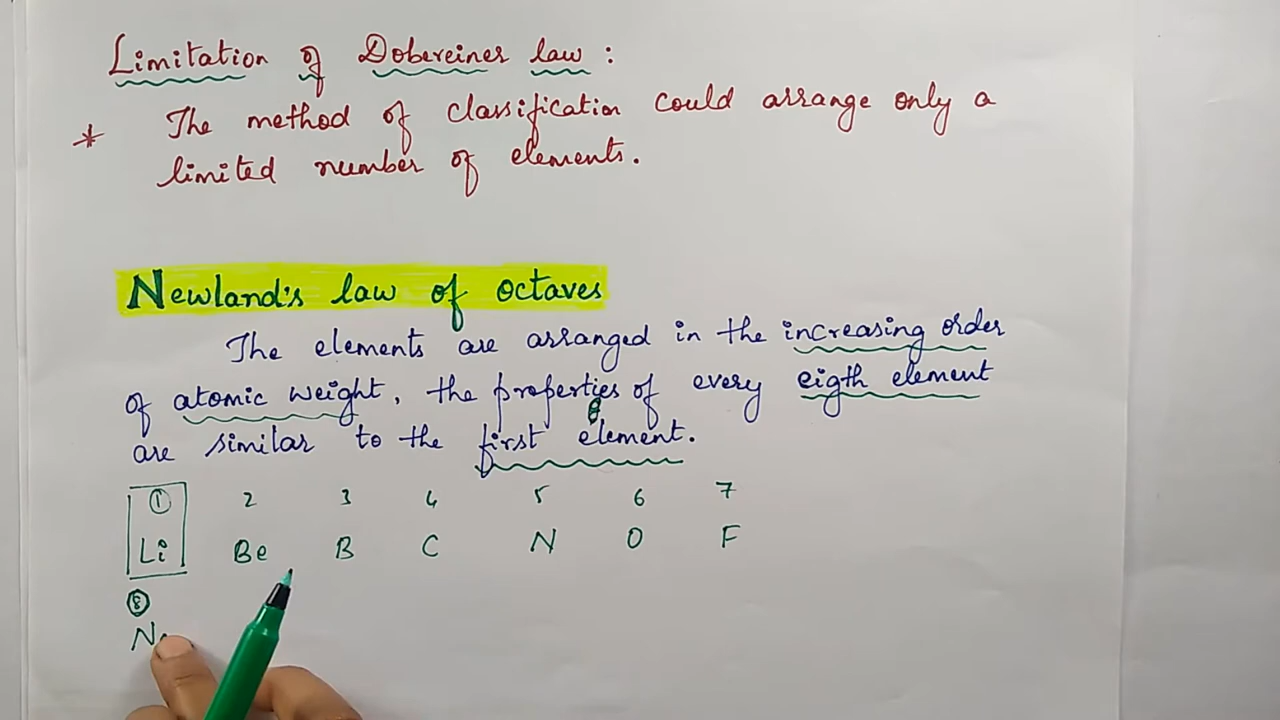 Limitation of Dobereiner law :
* The method of classification could arrange only a
limited number of elements.
Newland's law of octaves
The elements are arranged in the increasing order
of atomic weight, the properties of every eigth element
are similar to the first element.
1 2 3 4 5 6 7
Li Be B C N O F
8